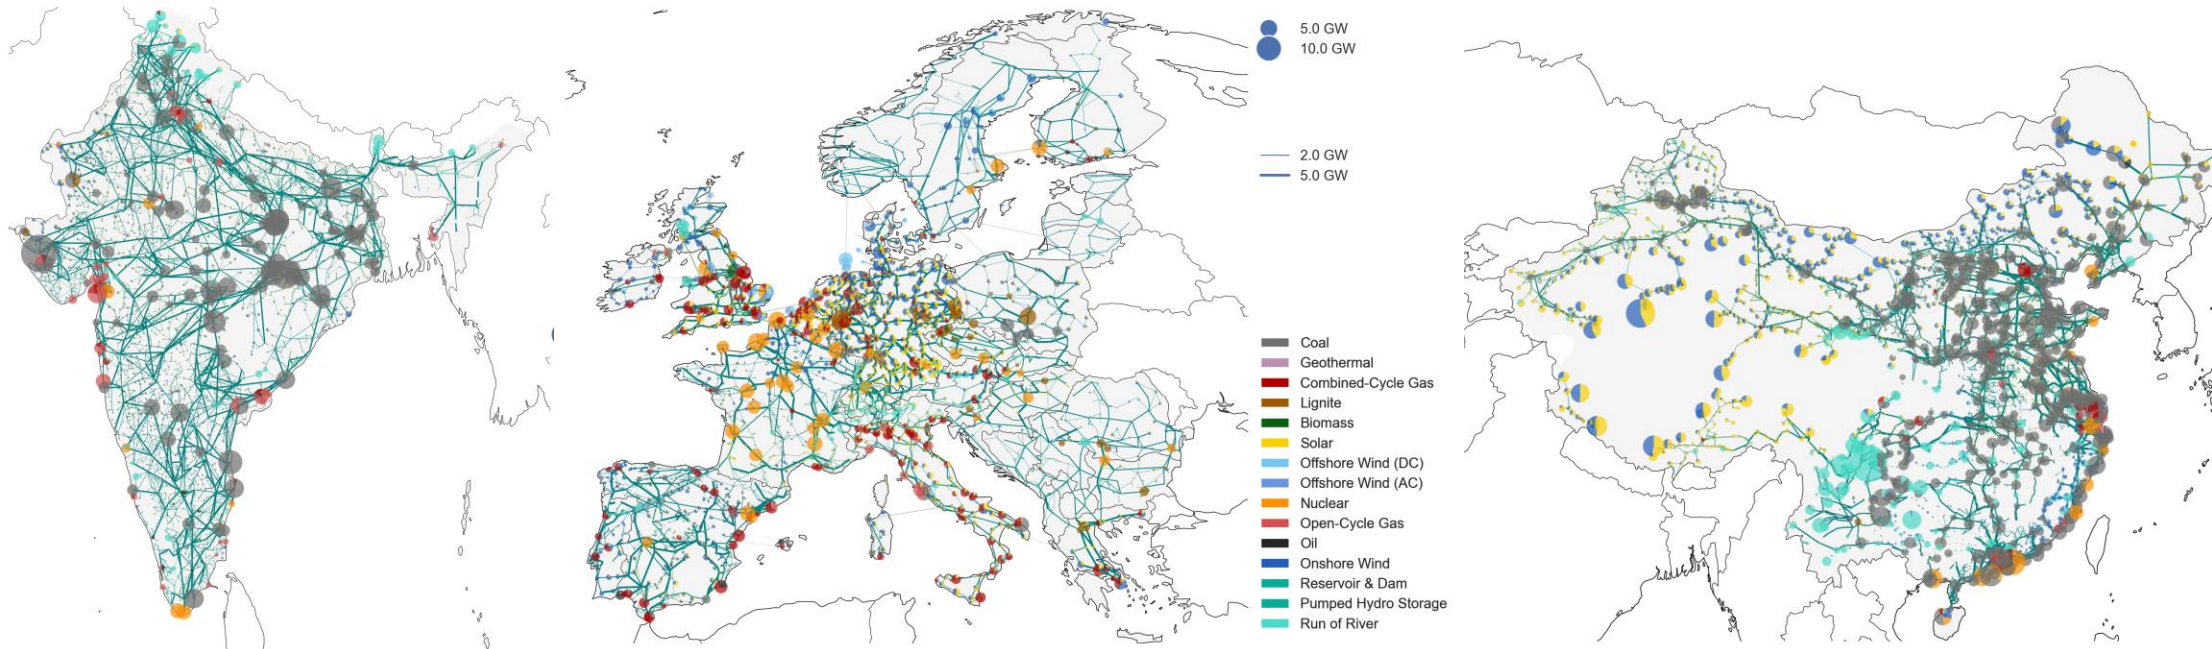 5.0 GW
10.0 GW
2.0 GW
5.0 GW
Coal
Geothermal
Combined-Cycle Gas
Lignite
Biomass
Solar
Offshore Wind (DC)
Offshore Wind (AC)
Nuclear
Open-Cycle Gas
Oil
Onshore Wind
Reservoir & Dam
Pumped Hydro Storage
Run of River